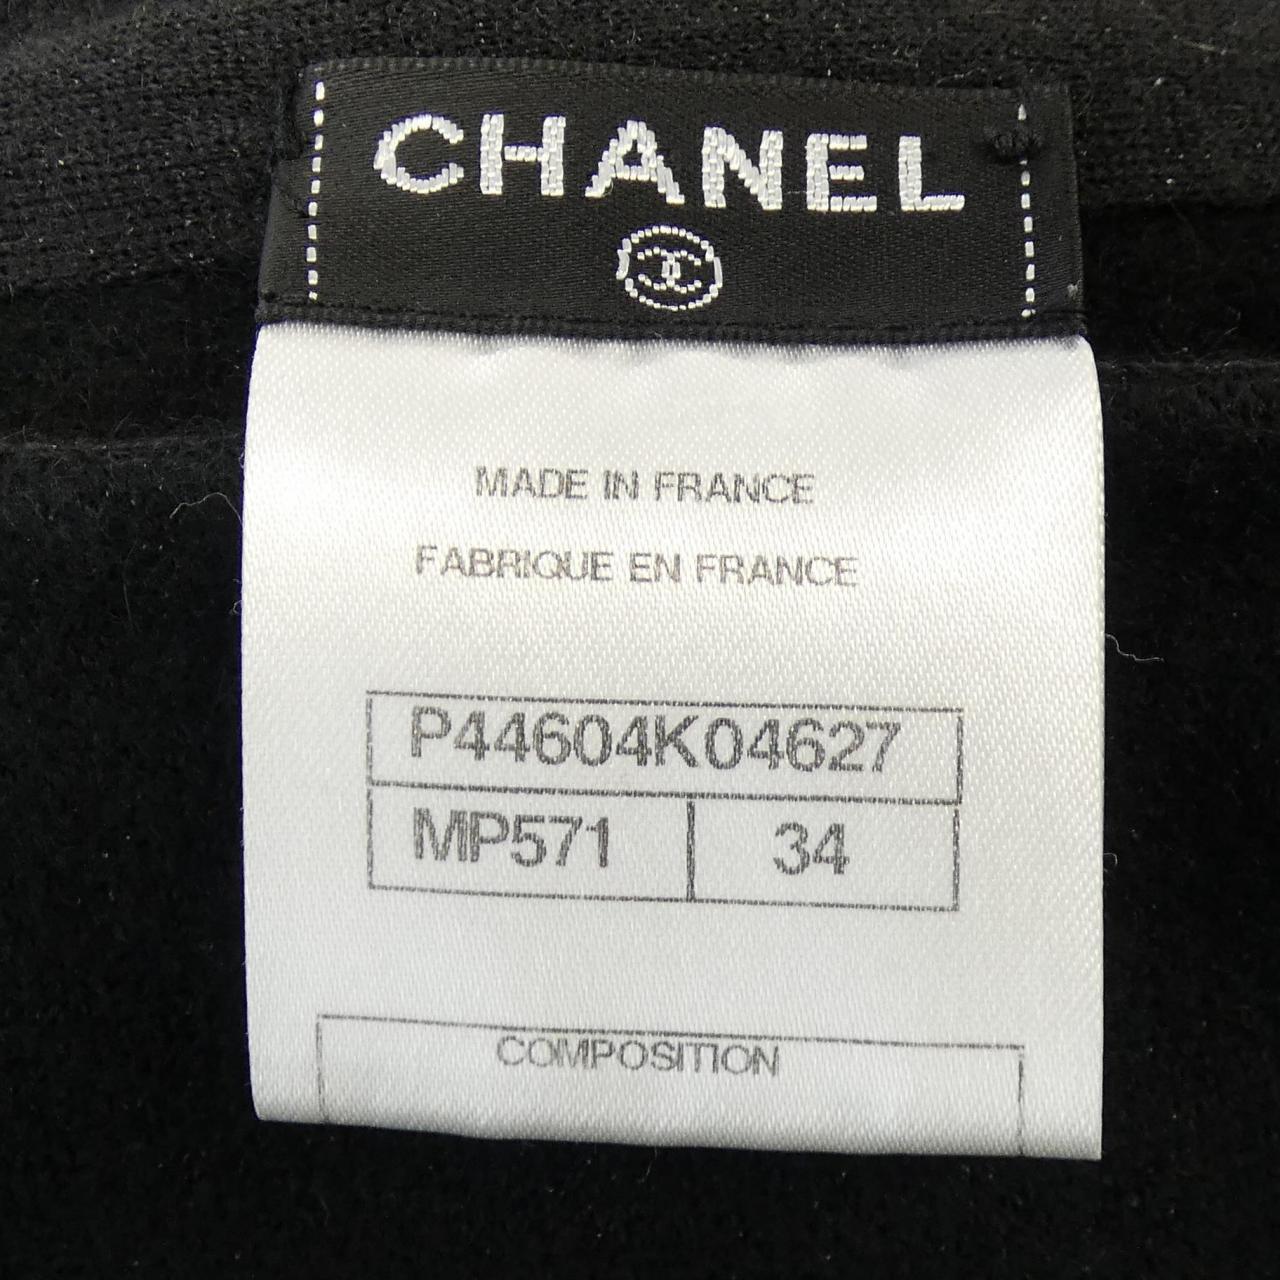 CHANEL
MADE IN FRANCE
FABRIQUE EN FRANCE
P44604K04627
MP571 34
COMPOSITION